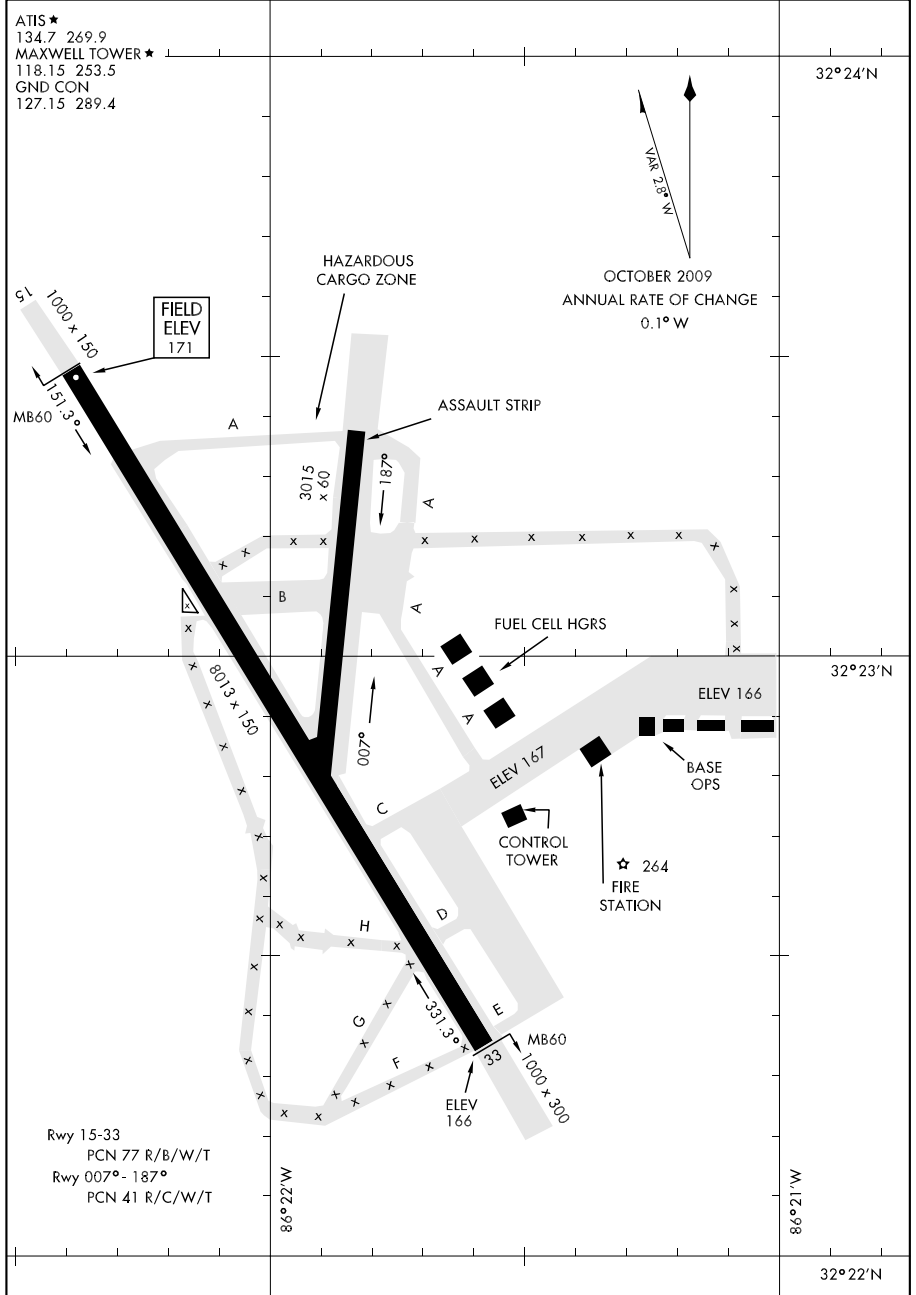 ATIS ★
134.7 269.9
MAXWELL TOWER ★
118.15 253.5
GND CON
127.15 289.4
32°24'N
VAR 2.8° W
OCTOBER 2009
ANNUAL RATE OF CHANGE
0.1° W
HAZARDOUS
CARGO ZONE
15
1000 x 150
FIELD
ELEV
171
MB60
151.3°
A
ASSAULT STRIP
3015
x 60
187°
A
x x x x x x x x x x x x x x
B
A
FUEL CELL HGRS
A
A
8013 x 150
32°23'N
ELEV 166
007°
ELEV 167
BASE
OPS
C
CONTROL
TOWER
264
FIRE
STATION
D
H
G
331.3°
E
F
33
MB60
1000 x 300
ELEV
166
Rwy 15-33
PCN 77 R/B/W/T
Rwy 007°- 187°
PCN 41 R/C/W/T
86°22'W
86°21'W
32°22'N